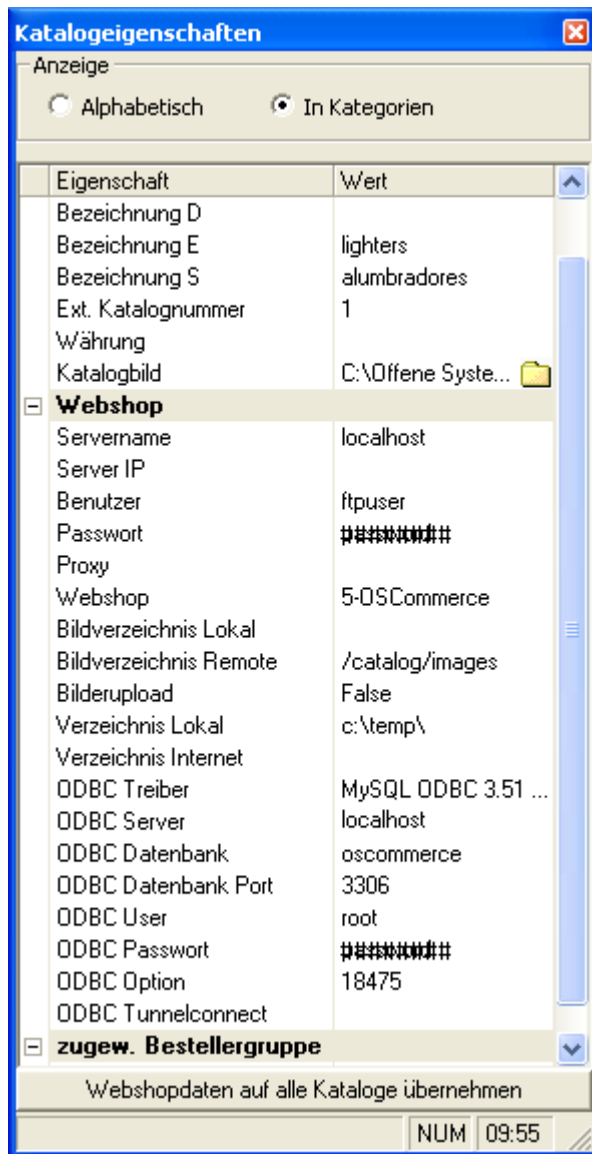 Katalogeigenschaften
Anzeige
Alphabetisch In Kategorien
Eigenschaft Wert
Bezeichnung D
Bezeichnung E lighters
Bezeichnung S alumbradores
Ext. Katalognummer 1
Währung
Katalogbild C:\Offene Syste...
Webshop
Servername localhost
Server IP
Benutzer ftpuser
Passwort
Proxy
Webshop 5-OSCommerce
Bildverzeichnis Lokal
Bildverzeichnis Remote /catalog/images
Bilderupload False
Verzeichnis Lokal c:\temp\
Verzeichnis Internet
ODBC Treiber MySQL ODBC 3.51 ...
ODBC Server localhost
ODBC Datenbank oscommerce
ODBC Datenbank Port 3306
ODBC User root
ODBC Passwort
ODBC Option 18475
ODBC Tunnelconnect
zugew. Bestellergruppe
Webshopdaten auf alle Kataloge übernehmen
NUM 09:55